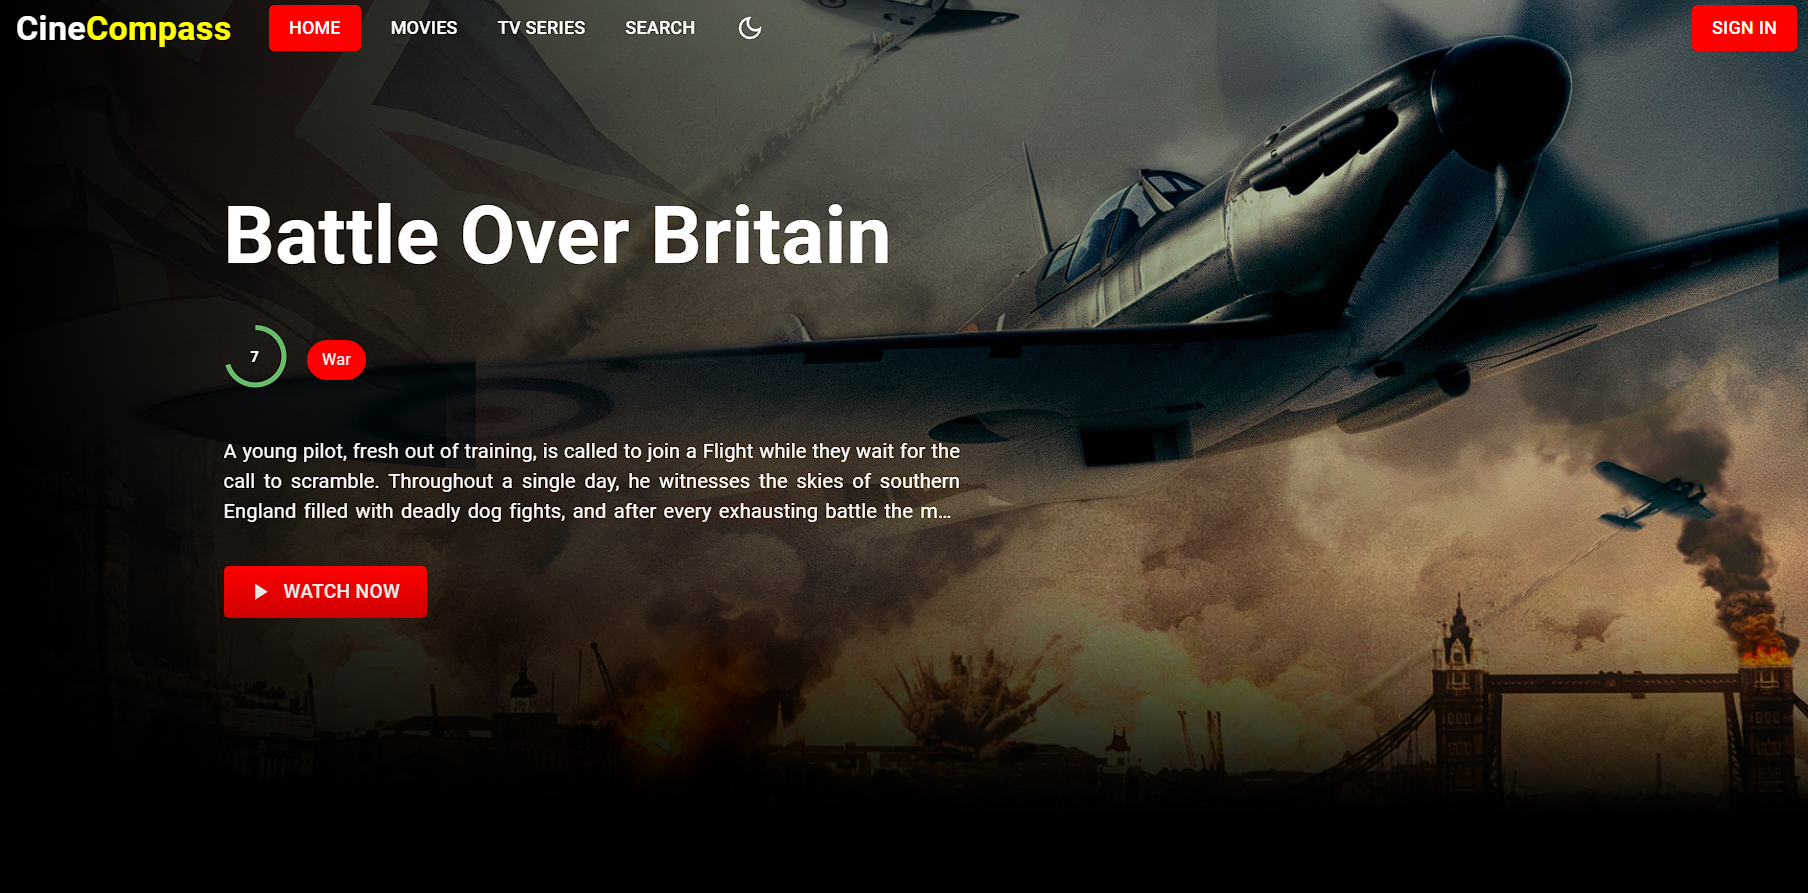 CineCompass HOME MOVIES TV SERIES SEARCH SIGN IN
Battle Over Britain
7 War
A young pilot, fresh out of training, is called to join a Flight while they wait for the
call to scramble. Throughout a single day, he witnesses the skies of southern
England filled with deadly dog fights, and after every exhausting battle the m...
WATCH NOW